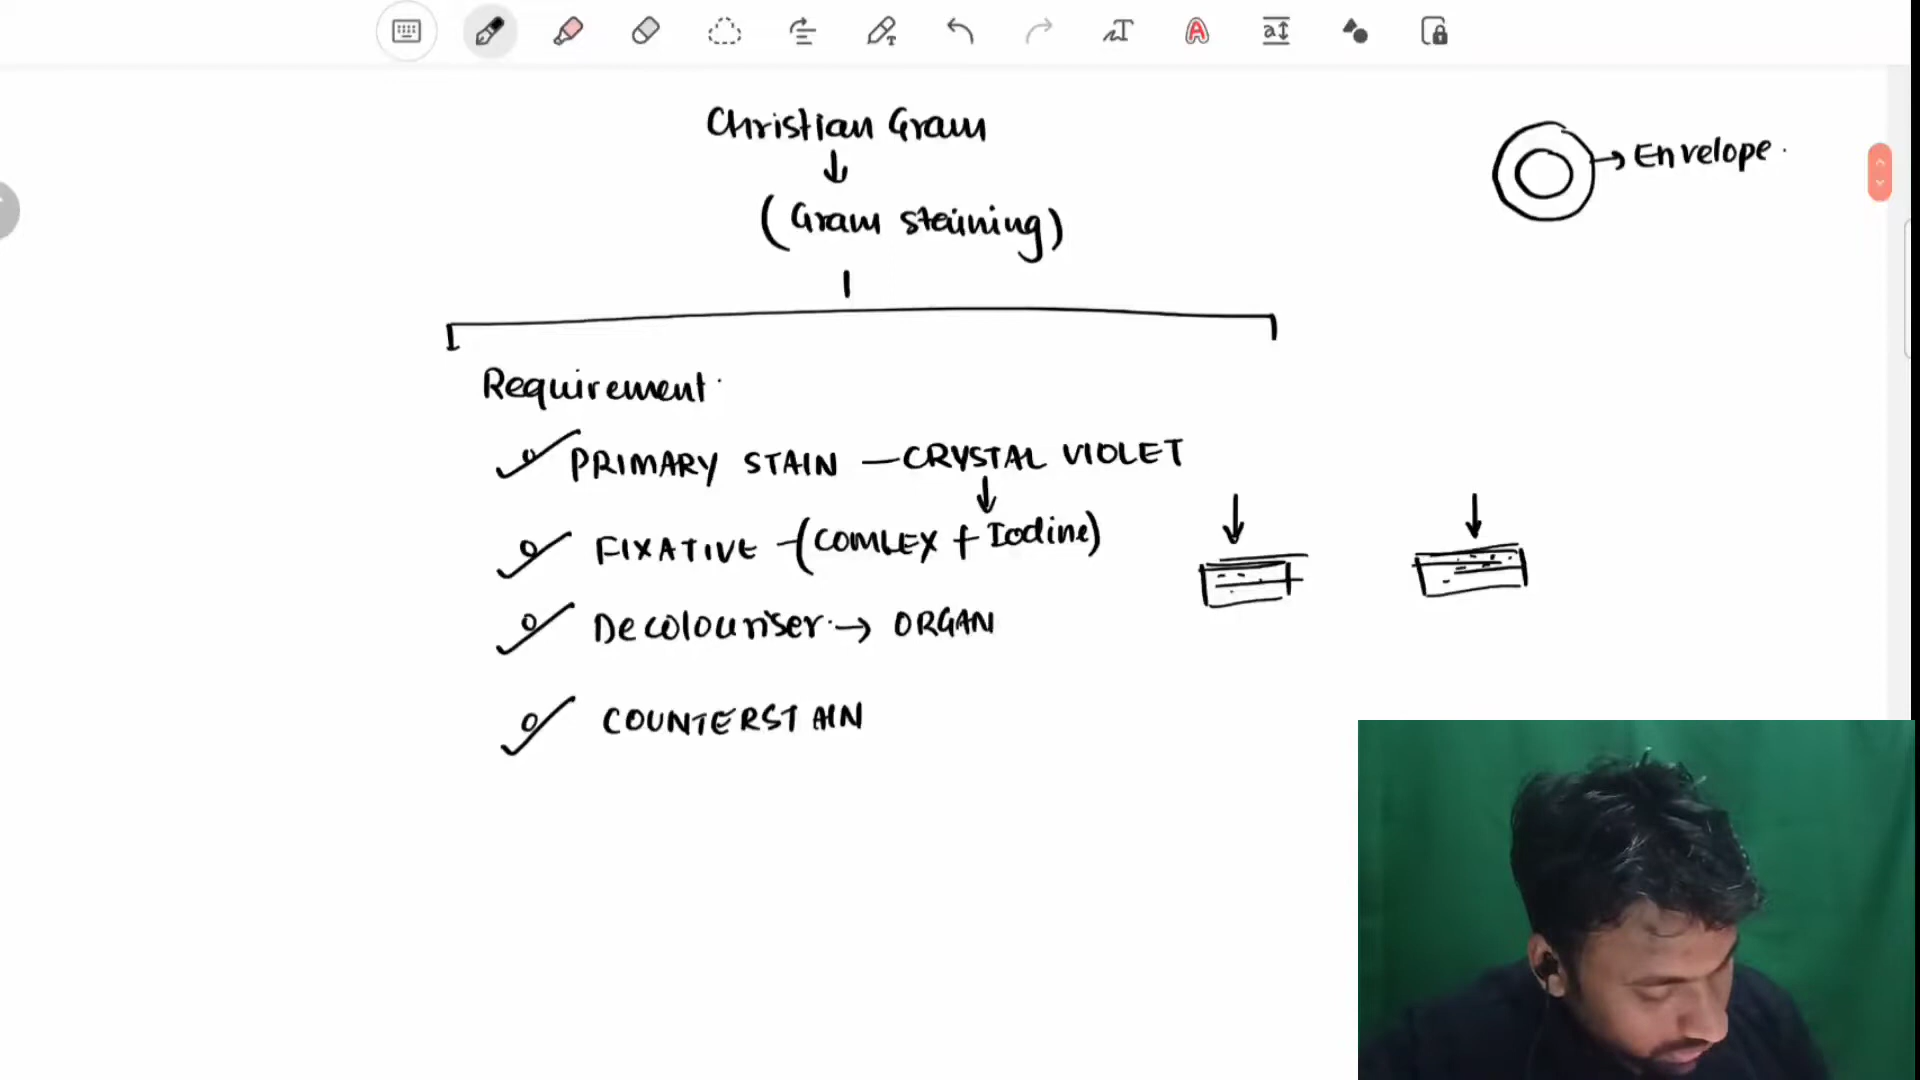 Christian Gram
(Gram staining)
Envelope.
Requirement.
PRIMARY STAIN — CRYSTAL VIOLET
FIXATIVE - (COMLEX + Iodine)
Decolouriser. → ORGAN
COUNTERSTAIN